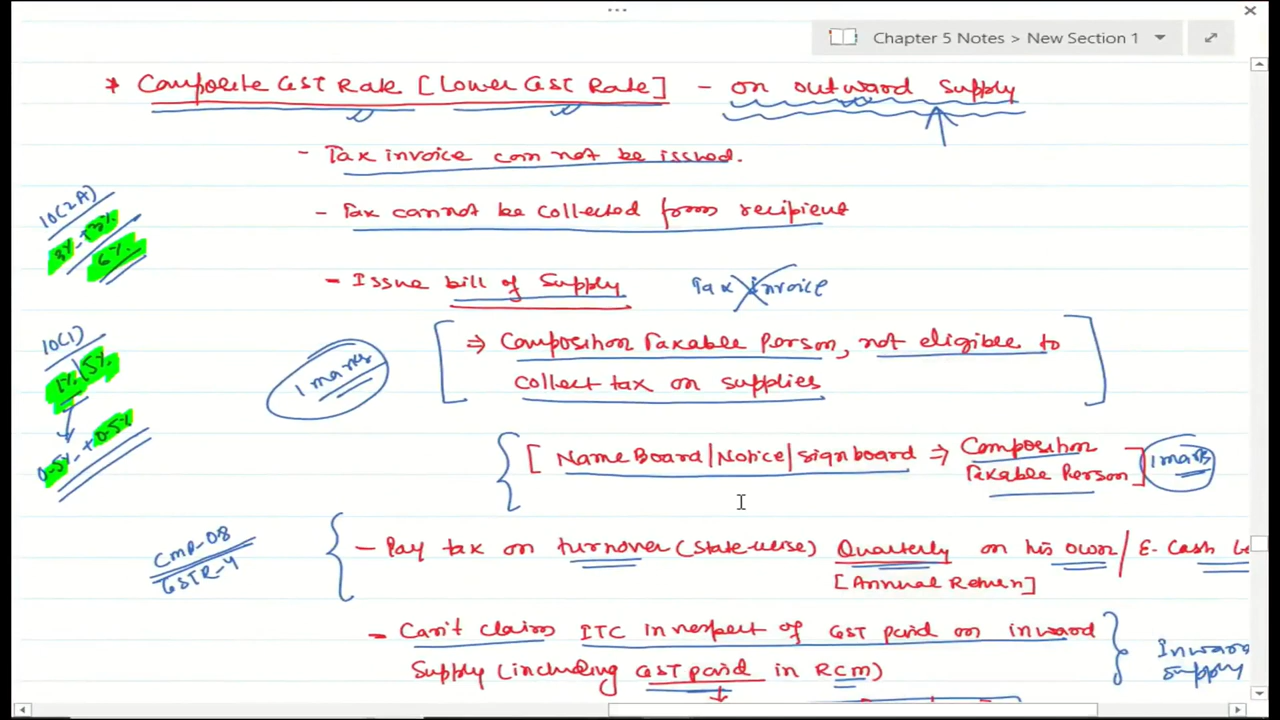 Chapter 5 Notes > New Section 1
* Composite GST Rate [Lower GST Rate] - on outward supply
- Tax invoice can not be issued.
10(2A)
3% + 3%
6%
- Tax cannot be collected from recipient
- Issue bill of Supply Tax invoice
10(1)
1% / 5%
0.5% + 0.5%
1 marks
⇒ Composition Taxable Person, not eligible to
collect tax on supplies
[Name Board/Notice/signboard ⇒ Composition
Taxable Person] 1 marks
CMP-08
GSTR-4
- Pay tax on turnover (state-wise) Quarterly on his own / E-Cash
[Annual Return]
- Can't claim ITC in respect of GST paid on inward
Supply (including GST paid in RCM)
Inward
Supply